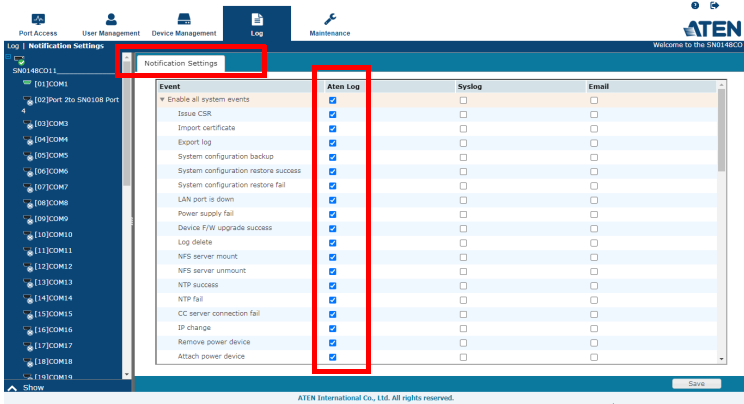 Port Access User Management Device Management Log Maintenance
ATEN
Log | Notification Settings Welcome to the SN0148CO
SN0148CO11
Notification Settings
[01]COM1
[02]Port 2to SN0108 Port
4
[03]COM3
[04]COM4
[05]COM5
[06]COM6
[07]COM7
[08]COM8
[09]COM9
[10]COM10
[11]COM11
[12]COM12
[13]COM13
[14]COM14
[15]COM15
[16]COM16
[17]COM17
[18]COM18
[19]COM19
Show
Event Aten Log Syslog Email
Enable all system events
Issue CSR
Import certificate
Export log
System configuration backup
System configuration restore success
System configuration restore fail
LAN port is down
Power supply fail
Device F/W upgrade success
Log delete
NFS server mount
NFS server unmount
NTP success
NTP fail
CC server connection fail
IP change
Remove power device
Attach power device
Save
ATEN International Co., Ltd. All rights reserved.